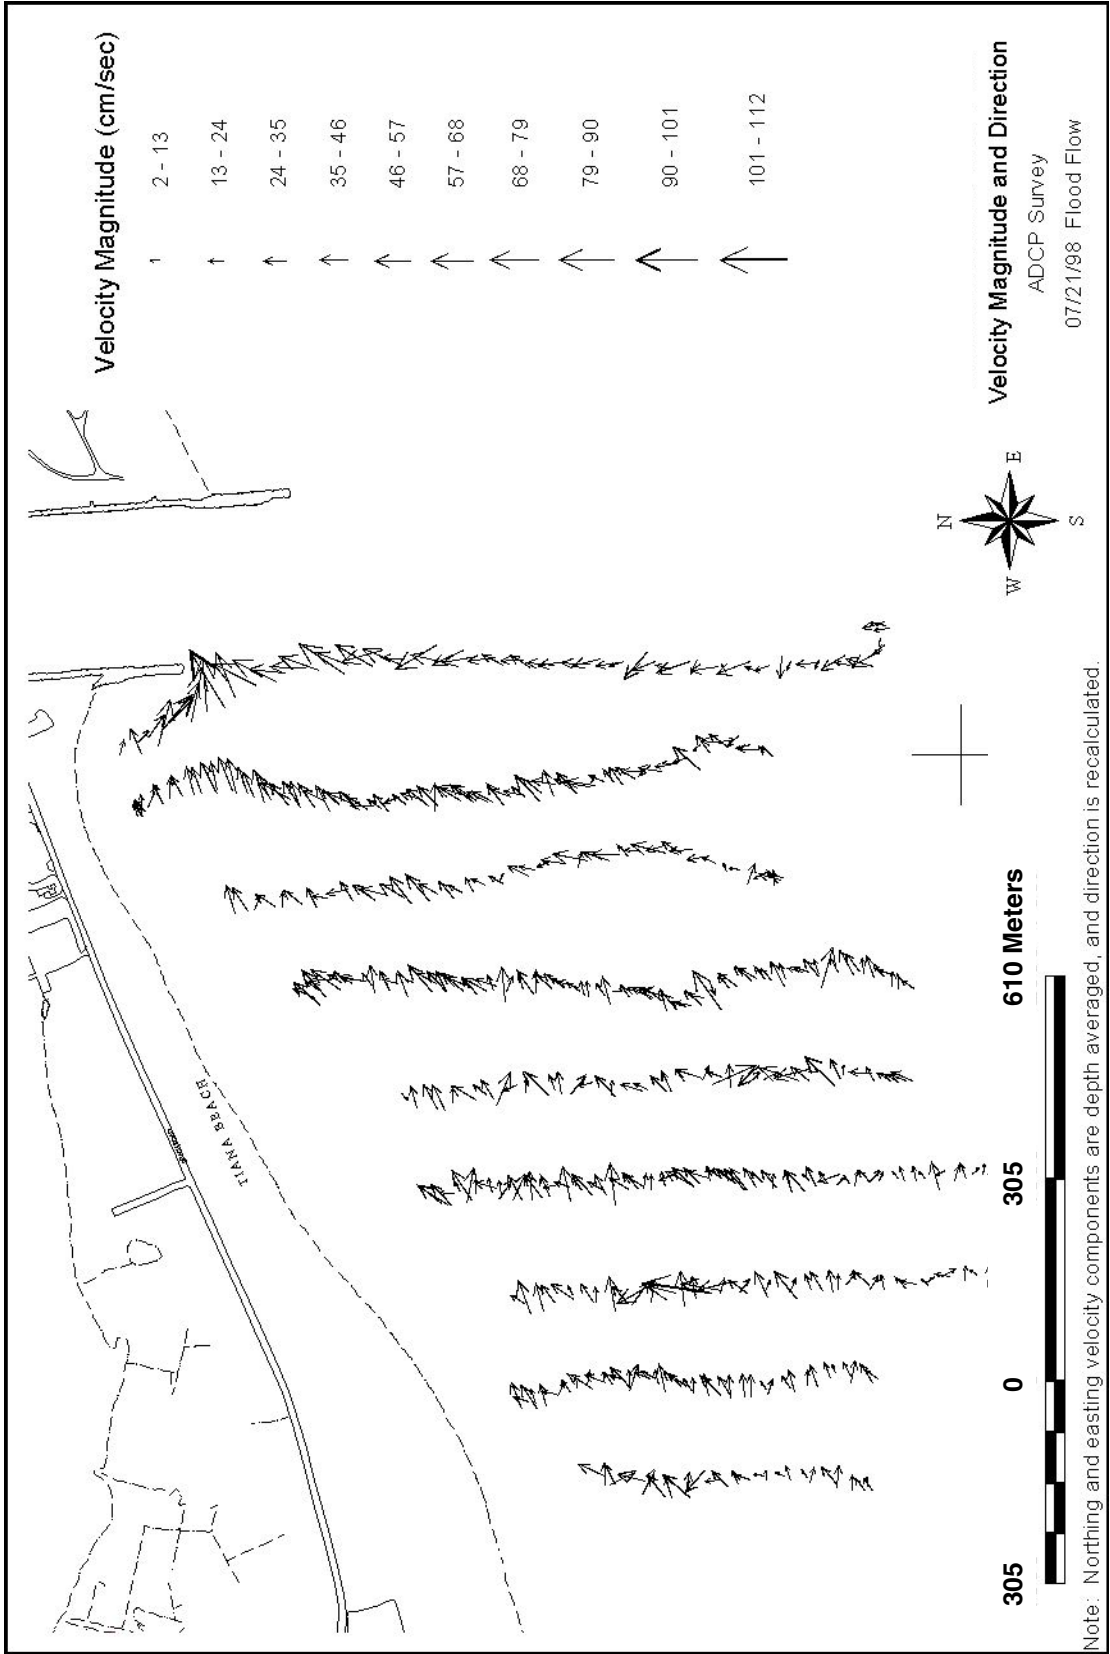 Velocity Magnitude (cm/sec)
2 - 13
13 - 24
24 - 35
35 - 46
46 - 57
57 - 68
68 - 79
79 - 90
90 - 101
101 - 112
TIANA BEACH
N
W
E
S
Velocity Magnitude and Direction
ADCP Survey
07/21/98 Flood Flow
305
0
305
610 Meters
Note: Northing and easting velocity components are depth averaged, and direction is recalculated.